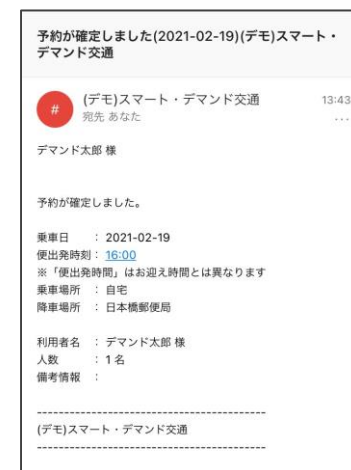 予約が確定しました(2021-02-19)(デモ)スマート・
デマンド交通
# (デモ)スマート・デマンド交通 13:43
宛先 あなた ...
デマンド太郎 様
予約が確定しました。
乗車日 : 2021-02-19
便出発時刻: 16:00
※「便出発時間」はお迎え時間とは異なります
乗車場所 : 自宅
降車場所 : 日本橋郵便局
利用者名 : デマンド太郎 様
人数 : 1 名
備考情報 :
------------------------------------------
(デモ)スマート・デマンド交通
------------------------------------------